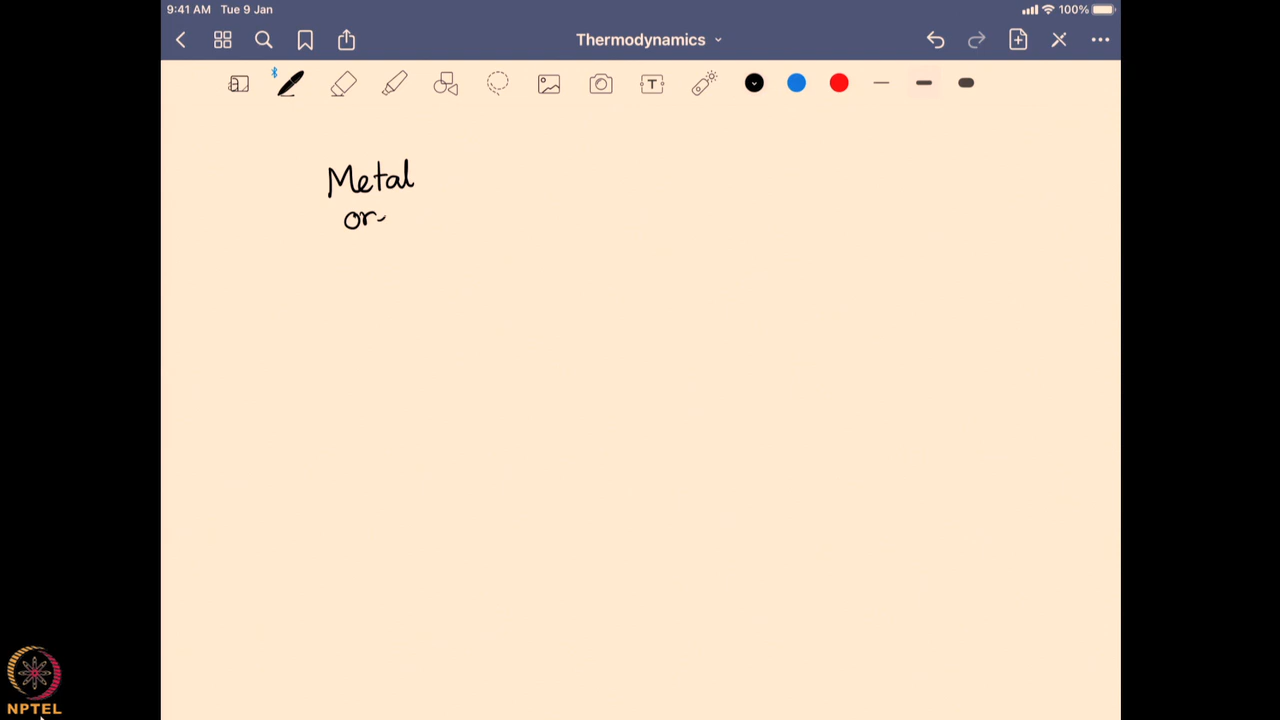 9:41 AM Tue 9 Jan
100%
Thermodynamics
T
Metal
or
NPTEL